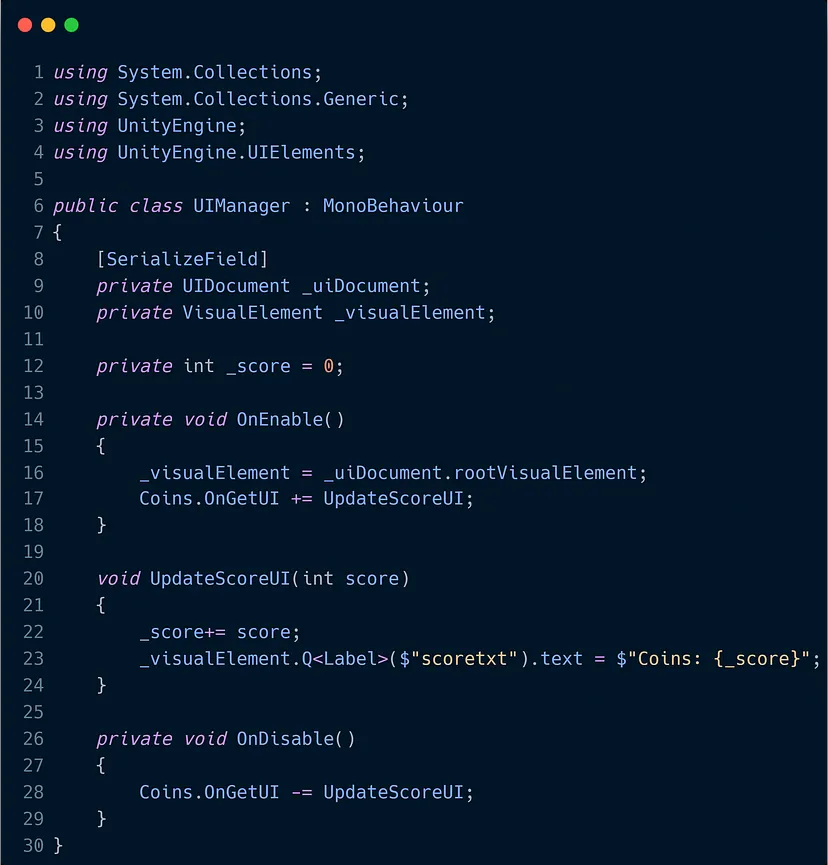 1 using System.Collections;
2 using System.Collections.Generic;
3 using UnityEngine;
4 using UnityEngine.UIElements;
5
6 public class UIManager : MonoBehaviour
7 {
8     [SerializeField]
9     private UIDocument _uiDocument;
10     private VisualElement _visualElement;
11
12     private int _score = 0;
13
14     private void OnEnable()
15     {
16         _visualElement = _uiDocument.rootVisualElement;
17         Coins.OnGetUI += UpdateScoreUI;
18     }
19
20     void UpdateScoreUI(int score)
21     {
22         _score+= score;
23         _visualElement.Q<Label>($"scoretxt").text = $"Coins: {_score}";
24     }
25
26     private void OnDisable()
27     {
28         Coins.OnGetUI -= UpdateScoreUI;
29     }
30 }